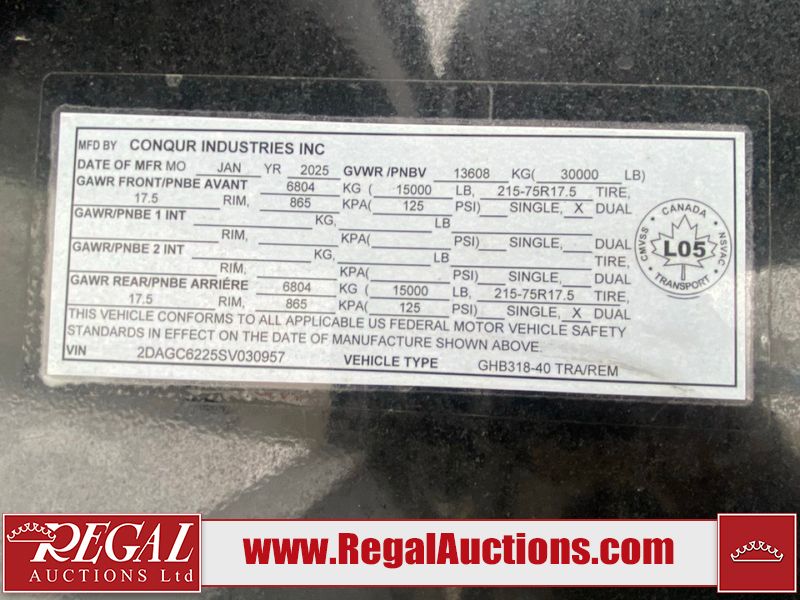 MFD BY CONQUR INDUSTRIES INC
DATE OF MFR MO JAN YR 2025 GVWR /PNBV 13608 KG( 30000 LB)
GAWR FRONT/PNBE AVANT 6804 KG ( 15000 LB, 215-75R17.5 TIRE,
17.5 RIM, 865 KPA( 125 PSI) SINGLE, X DUAL
GAWR/PNBE 1 INT KG, LB
RIM, KPA( PSI) SINGLE, DUAL
GAWR/PNBE 2 INT KG, LB TIRE,
RIM, KPA( PSI) SINGLE, DUAL
GAWR REAR/PNBE ARRIÉRE 6804 KG ( 15000 LB, 215-75R17.5 TIRE,
17.5 RIM, 865 KPA( 125 PSI) SINGLE, X DUAL
THIS VEHICLE CONFORMS TO ALL APPLICABLE US FEDERAL MOTOR VEHICLE SAFETY
STANDARDS IN EFFECT ON THE DATE OF MANUFACTURE SHOWN ABOVE.
VIN 2DAGC6225SV030957 VEHICLE TYPE GHB318-40 TRA/REM
CANADA
CMVSS
NSVAC
L05
TRANSPORT
REGAL
AUCTIONS Ltd
www.RegalAuctions.com